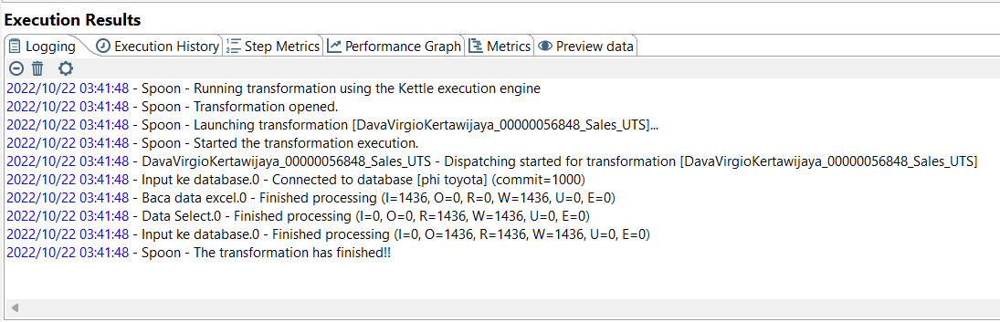 Execution Results
Logging Execution History Step Metrics Performance Graph Metrics Preview data
2022/10/22 03:41:48 - Spoon - Running transformation using the Kettle execution engine
2022/10/22 03:41:48 - Spoon - Transformation opened.
2022/10/22 03:41:48 - Spoon - Launching transformation [DavaVirgioKertawijaya_00000056848_Sales_UTS]...
2022/10/22 03:41:48 - Spoon - Started the transformation execution.
2022/10/22 03:41:48 - DavaVirgioKertawijaya_00000056848_Sales_UTS - Dispatching started for transformation [DavaVirgioKertawijaya_00000056848_Sales_UTS]
2022/10/22 03:41:48 - Input ke database.0 - Connected to database [phi toyota] (commit=1000)
2022/10/22 03:41:48 - Baca data excel.0 - Finished processing (I=1436, O=0, R=0, W=1436, U=0, E=0)
2022/10/22 03:41:48 - Data Select.0 - Finished processing (I=0, O=0, R=1436, W=1436, U=0, E=0)
2022/10/22 03:41:48 - Input ke database.0 - Finished processing (I=0, O=1436, R=1436, W=1436, U=0, E=0)
2022/10/22 03:41:48 - Spoon - The transformation has finished!!